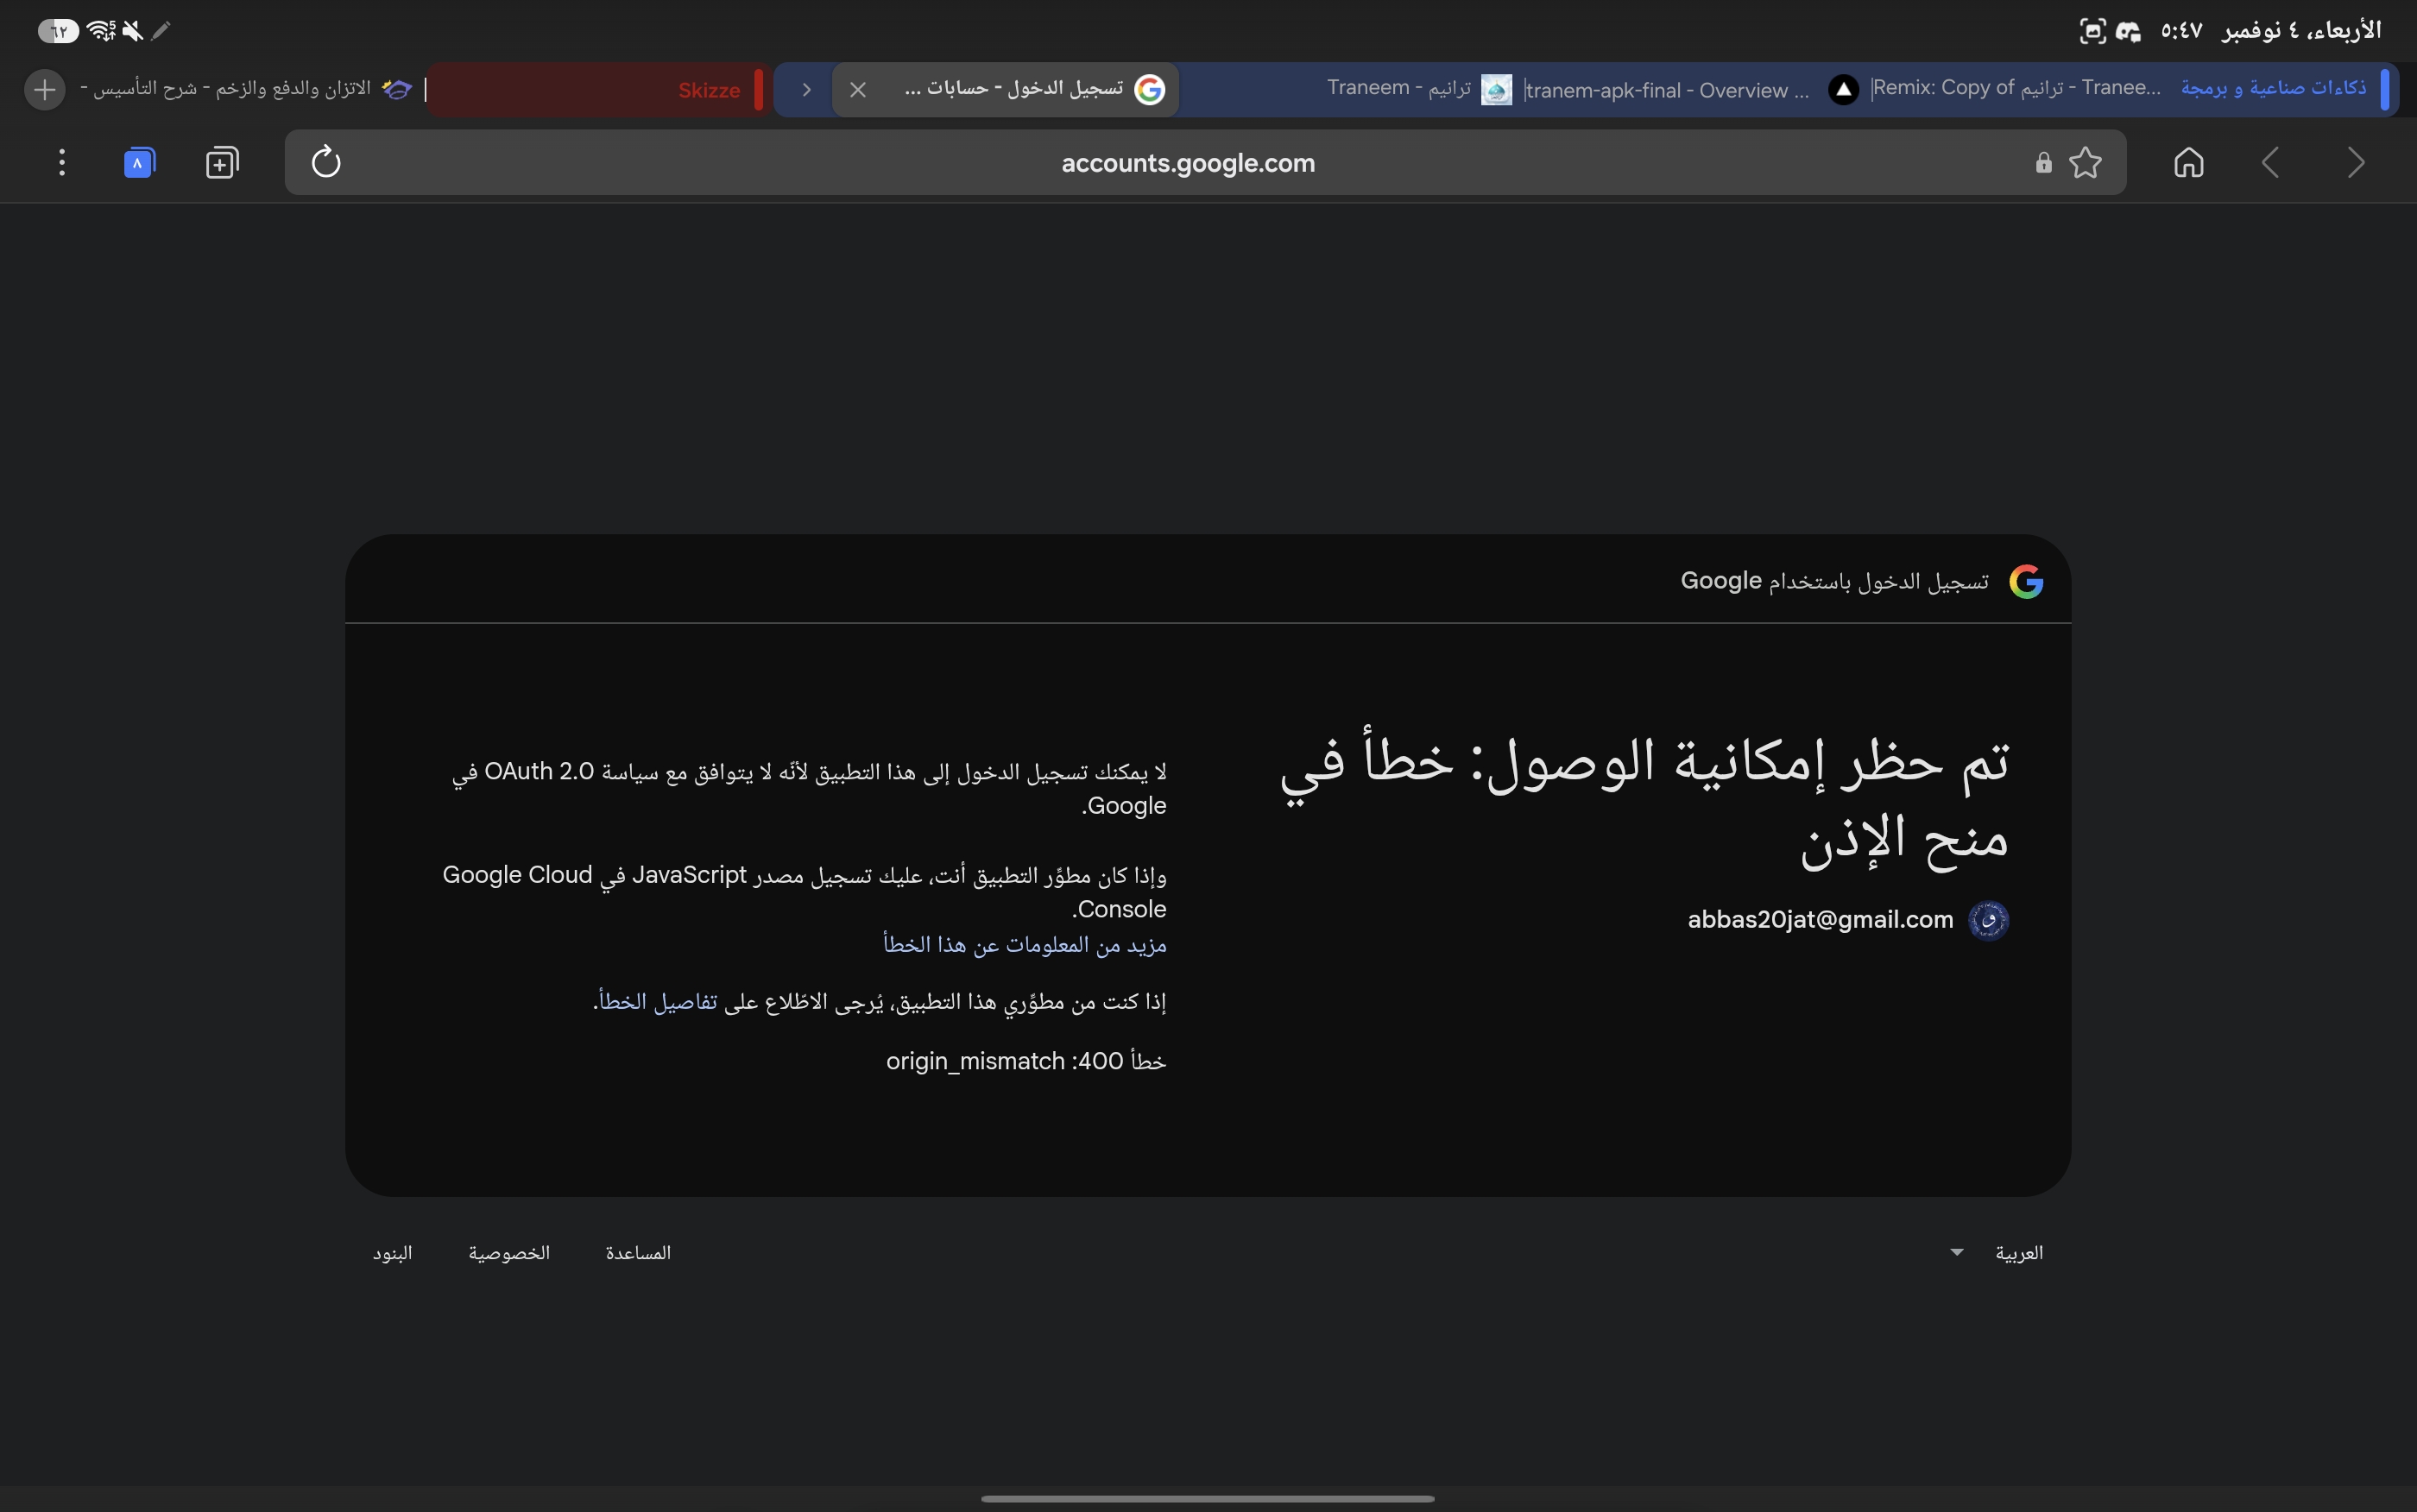 الأربعاء، ٤ نوفمبر ٥:٤٧
٦٢
ذكاءات صناعية و برمجة
Remix: Copy of ترانيم - Tranee...
tranem-apk-final - Overview ...
ترانيم - Traneem
تسجيل الدخول - حسابات ...
Skizze
الاتزان والدفع والزخم - شرح التأسيس -
accounts.google.com
٨
تسجيل الدخول باستخدام Google
تم حظر إمكانية الوصول: خطأ في
منح الإذن
abbas20jat@gmail.com
لا يمكنك تسجيل الدخول إلى هذا التطبيق لأنّه لا يتوافق مع سياسة OAuth 2.0 في
Google.
وإذا كان مطوِّر التطبيق أنت، عليك تسجيل مصدر JavaScript في Google Cloud
Console.
مزيد من المعلومات عن هذا الخطأ
إذا كنت من مطوِّري هذا التطبيق، يُرجى الاطّلاع على تفاصيل الخطأ.
خطأ 400: origin_mismatch
العربية
المساعدة
الخصوصية
البنود